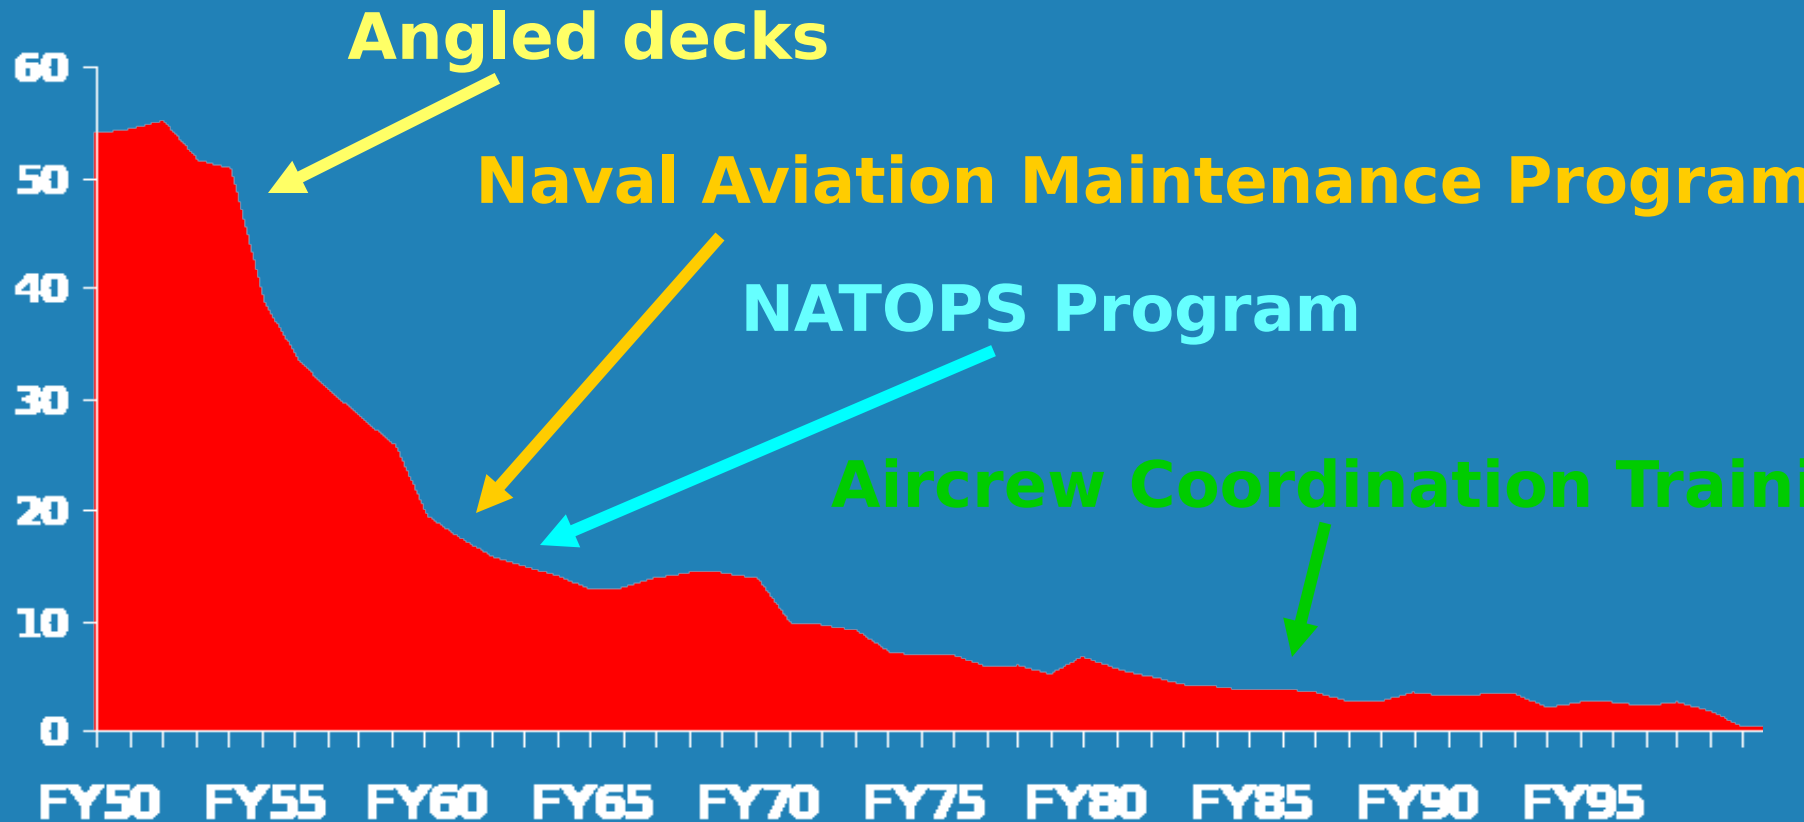 Angled decks
60
50
Naval Aviation Maintenance Program
40
NATOPS Program
30
20
Aircrew Coordination Traini
10
0
FY50 FY55 FY60 FY65 FY70 FY75 FY80 FY85 FY90 FY95